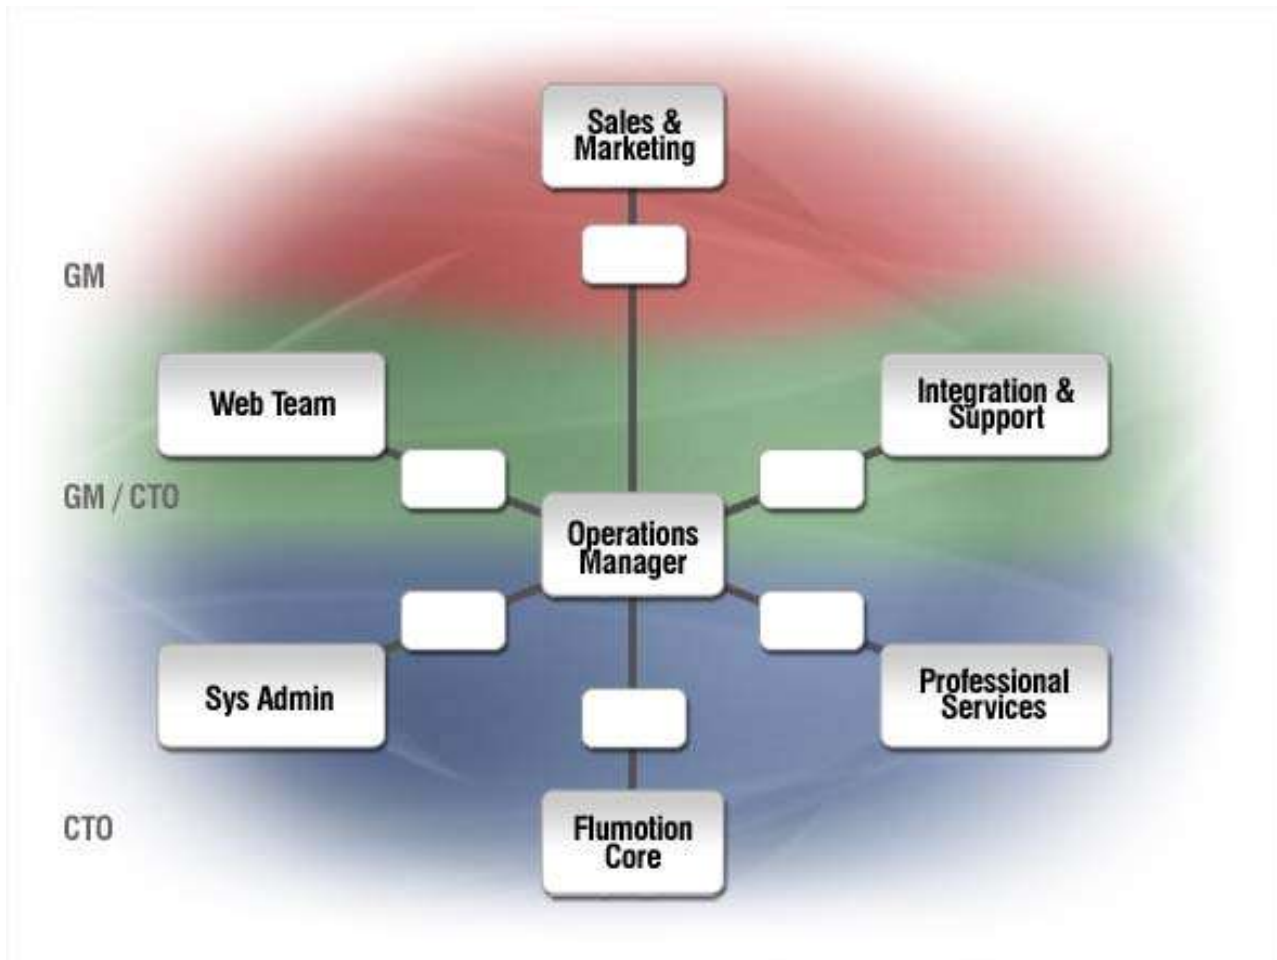 Sales &
Marketing
GM
Web Team
Integration &
Support
GM / CTO
Operations
Manager
Sys Admin
Professional
Services
CTO
Flumotion
Core